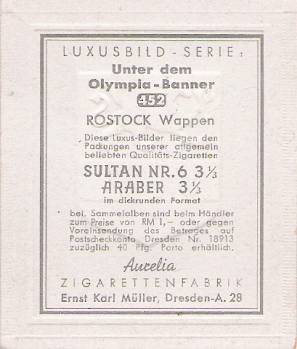 LUXUSBILD - SERIE:
Unter dem
Olympia - Banner
452
ROSTOCK Wappen
Diese Luxus-Bilder liegen den
Packungen unserer allgemein
beliebten Qualitäts-Zigaretten
SULTAN NR. 6 3⅓
ARABER 3⅓
im dickrunden Format
bei. Sammelalben sind beim Händler
zum Preise von RM 1,– oder gegen
Voreinsendung des Betrages auf
Postscheckkonto Dresden Nr. 18913
zuzüglich 40 Pfg. Porto erhältlich.
Aurelia
ZIGARETTENFABRIK
Ernst Karl Müller, Dresden-A. 28